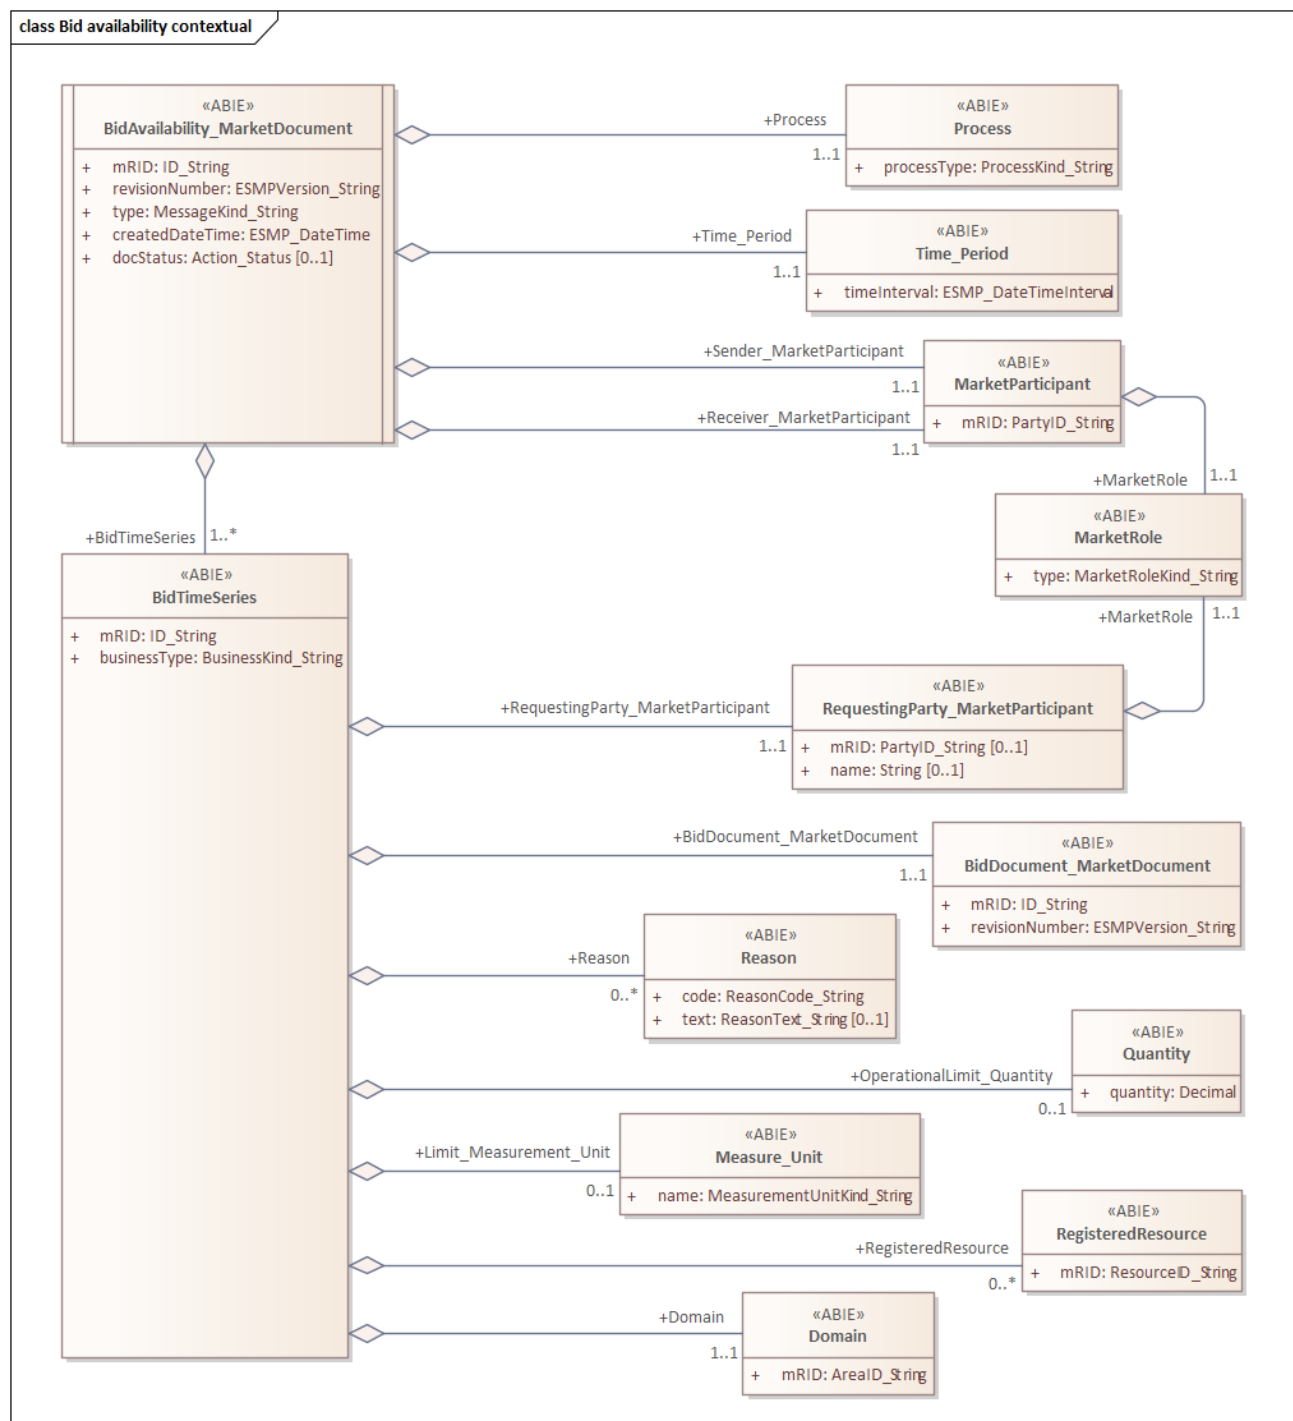 class Bid availability contextual
«ABIE»
BidAvailability_MarketDocument
+ mRID: ID_String
+ revisionNumber: ESMPVersion_String
+ type: MessageKind_String
+ createdDateTime: ESMP_DateTime
+ docStatus: Action_Status [0..1]
+Process
1..1
«ABIE»
Process
+ processType: ProcessKind_String
+Time_Period
1..1
«ABIE»
Time_Period
+ timeInterval: ESMP_DateTimeInterval
+Sender_MarketParticipant
1..1
+Receiver_MarketParticipant
1..1
«ABIE»
MarketParticipant
+ mRID: PartyID_String
+MarketRole
1..1
«ABIE»
MarketRole
+ type: MarketRoleKind_String
+MarketRole
1..1
+BidTimeSeries
1..*
«ABIE»
BidTimeSeries
+ mRID: ID_String
+ businessType: BusinessKind_String
+RequestingParty_MarketParticipant
1..1
«ABIE»
RequestingParty_MarketParticipant
+ mRID: PartyID_String [0..1]
+ name: String [0..1]
+BidDocument_MarketDocument
1..1
«ABIE»
BidDocument_MarketDocument
+ mRID: ID_String
+ revisionNumber: ESMPVersion_String
+Reason
0..*
«ABIE»
Reason
+ code: ReasonCode_String
+ text: ReasonText_String [0..1]
+OperationalLimit_Quantity
0..1
«ABIE»
Quantity
+ quantity: Decimal
+Limit_Measurement_Unit
0..1
«ABIE»
Measure_Unit
+ name: MeasurementUnitKind_String
+RegisteredResource
0..*
«ABIE»
RegisteredResource
+ mRID: ResourceID_String
+Domain
1..1
«ABIE»
Domain
+ mRID: AreaID_String